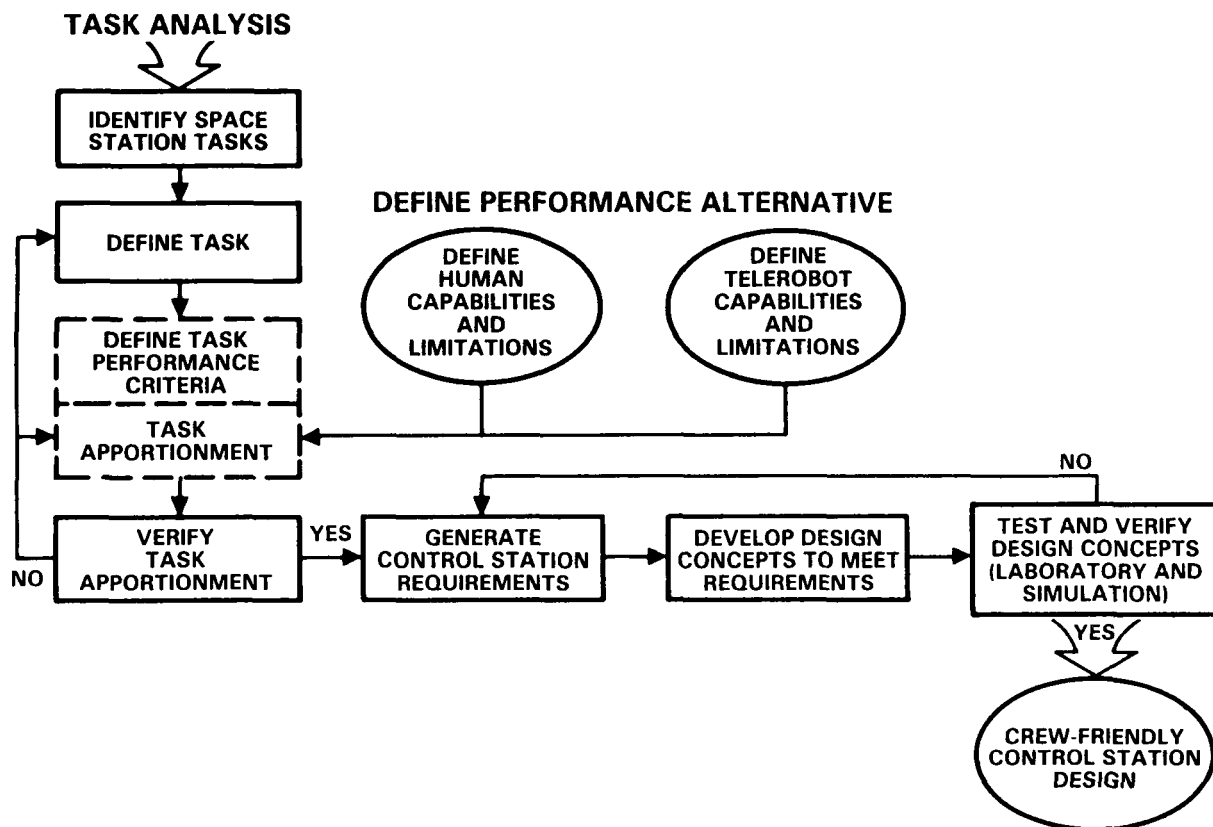 TASK ANALYSIS
IDENTIFY SPACE
STATION TASKS
DEFINE TASK
DEFINE PERFORMANCE ALTERNATIVE
DEFINE
HUMAN
CAPABILITIES
AND
LIMITATIONS
DEFINE
TELEROBOT
CAPABILITIES
AND
LIMITATIONS
DEFINE TASK
PERFORMANCE
CRITERIA
TASK
APPORTIONMENT
VERIFY
TASK
APPORTIONMENT
NO
YES
GENERATE
CONTROL STATION
REQUIREMENTS
DEVELOP DESIGN
CONCEPTS TO MEET
REQUIREMENTS
NO
TEST AND VERIFY
DESIGN CONCEPTS
(LABORATORY AND
SIMULATION)
YES
CREW-FRIENDLY
CONTROL STATION
DESIGN